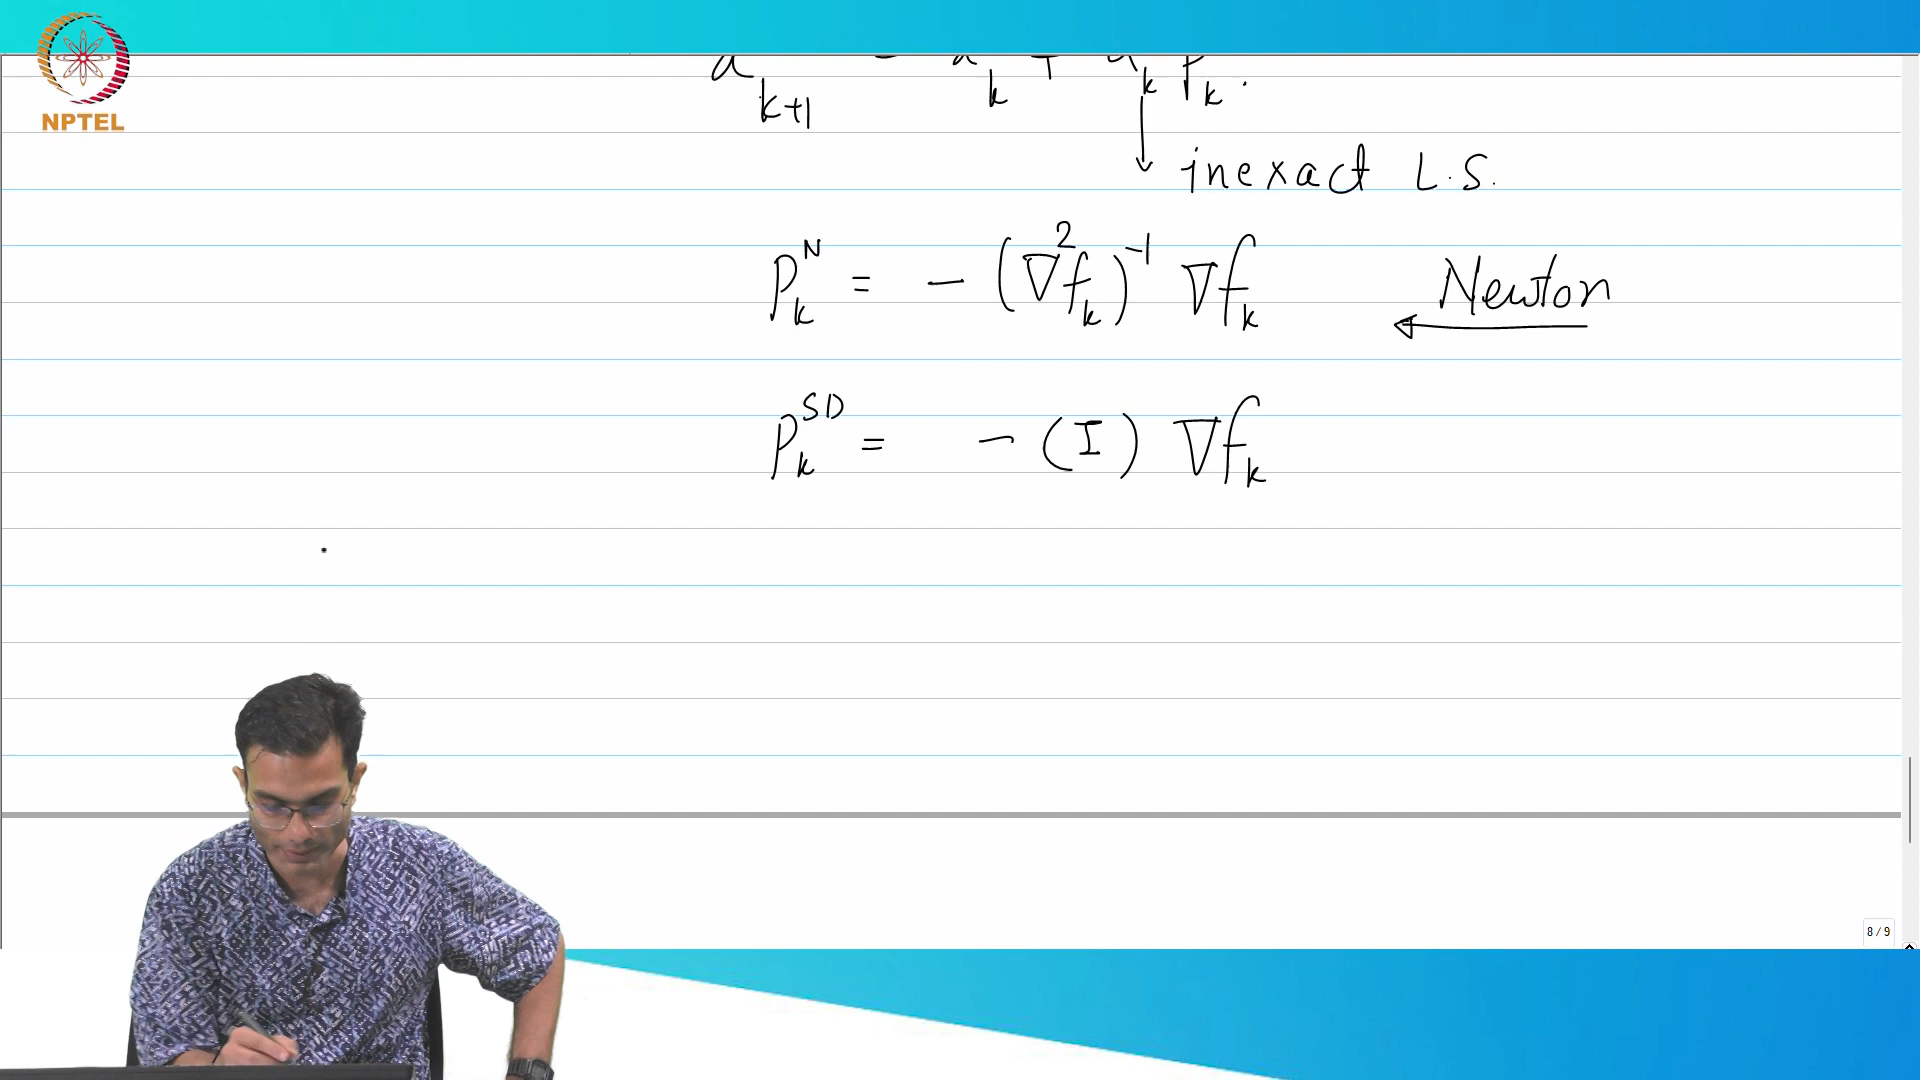 NPTEL
x_{k+1} = x_k + α_k p_k.
inexact L.S.
p_k^N = - (∇²f_k)^{-1} ∇f_k Newton
p_k^{SD} = - (I) ∇f_k
8 / 9